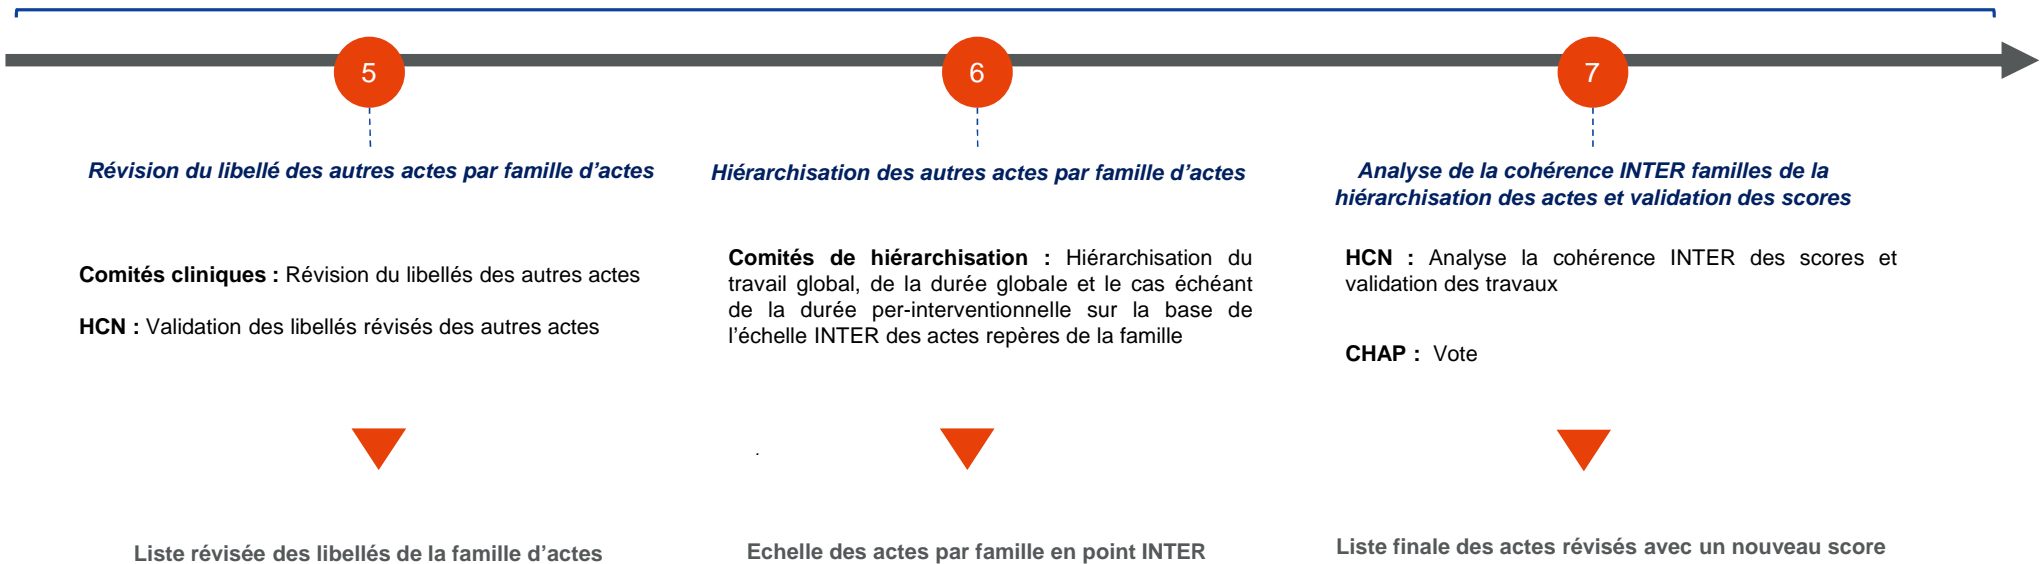 5
6
7
Révision du libellé des autres actes par famille d'actes
Hiérarchisation des autres actes par famille d'actes
Analyse de la cohérence INTER familles de la
hiérarchisation des actes et validation des scores
Comités cliniques : Révision du libellés des autres actes
HCN : Validation des libellés révisés des autres actes
Comités de hiérarchisation : Hiérarchisation du
travail global, de la durée globale et le cas échéant
de la durée per-interventionnelle sur la base de
l'échelle INTER des actes repères de la famille
.
HCN : Analyse la cohérence INTER des scores et
validation des travaux
CHAP : Vote
Liste révisée des libellés de la famille d'actes
Echelle des actes par famille en point INTER
Liste finale des actes révisés avec un nouveau score